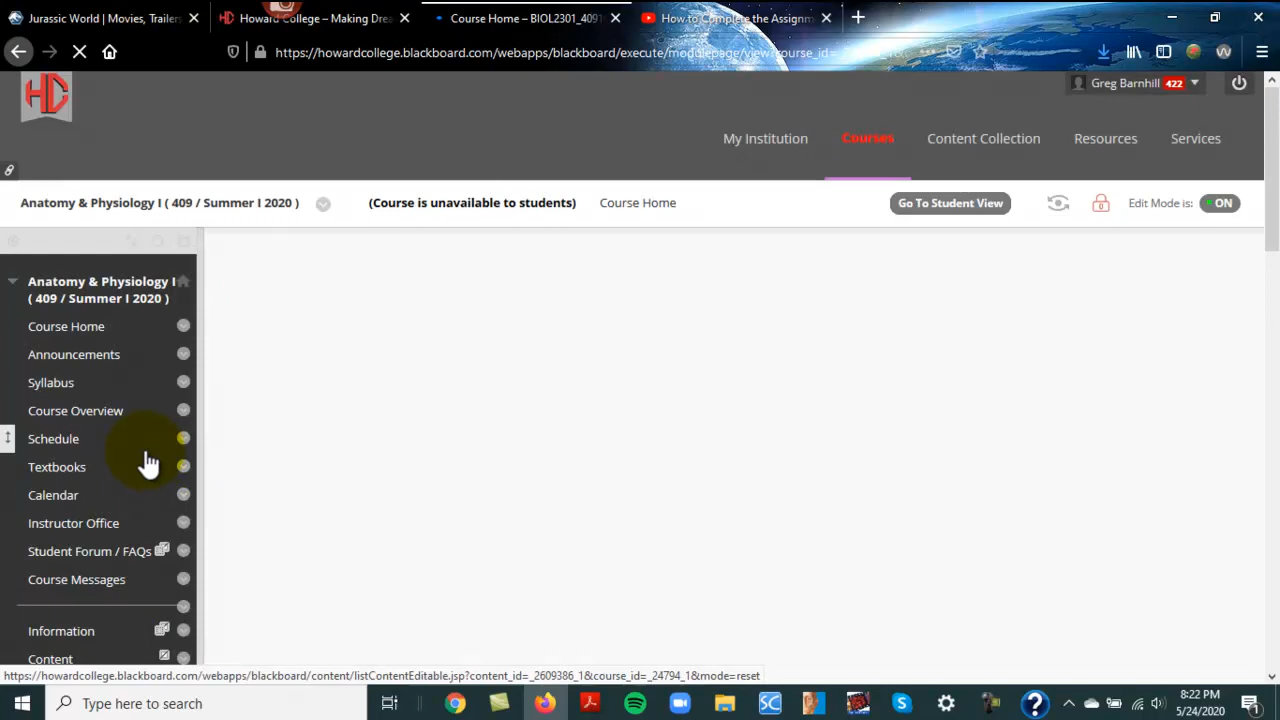 Jurassic World | Movies, Trailers
Howard College – Making Drea
Course Home – BIOL2301_409
How to Complete the Assignm
https://howardcollege.blackboard.com/webapps/blackboard/execute/modulepage/view?course_id=
HC
Greg Barnhill 422
My Institution
Courses
Content Collection
Resources
Services
Anatomy & Physiology I ( 409 / Summer I 2020 )
(Course is unavailable to students)
Course Home
Go To Student View
Edit Mode is: ON
Anatomy & Physiology I
( 409 / Summer I 2020 )
Course Home
Announcements
Syllabus
Course Overview
Schedule
Textbooks
Calendar
Instructor Office
Student Forum / FAQs
Course Messages
Information
Content
https://howardcollege.blackboard.com/webapps/blackboard/content/listContentEditable.jsp?content_id=_2609386_1&course_id=_24794_1&mode=reset
Type here to search
8:22 PM
5/24/2020